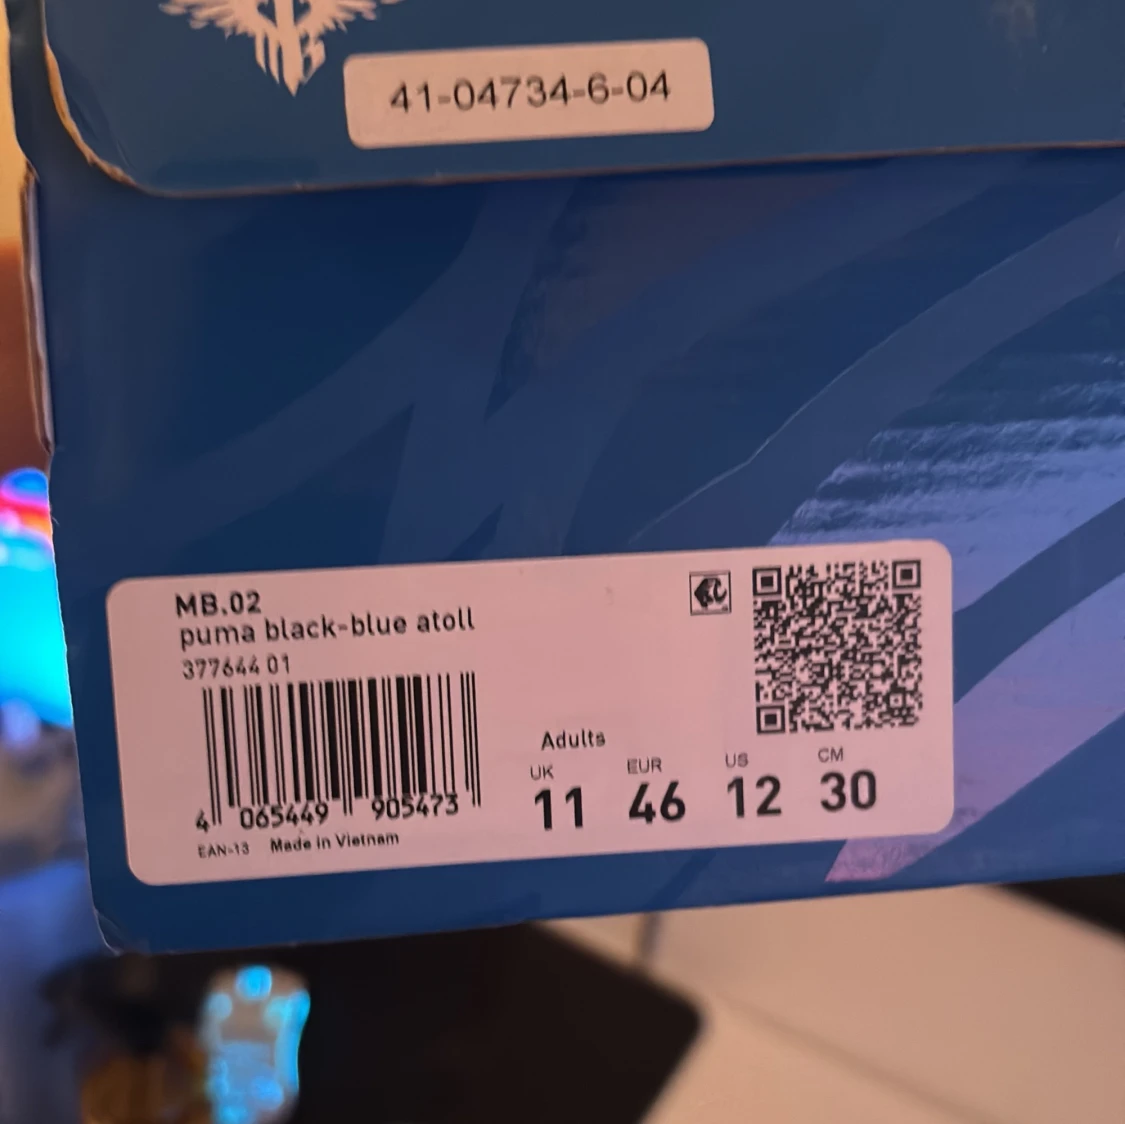 41-04734-6-04
MB.02
puma black-blue atoll
377644 01
4 065449 905473
EAN-13 Made in Vietnam
Adults
UK EUR US CM
11 46 12 30